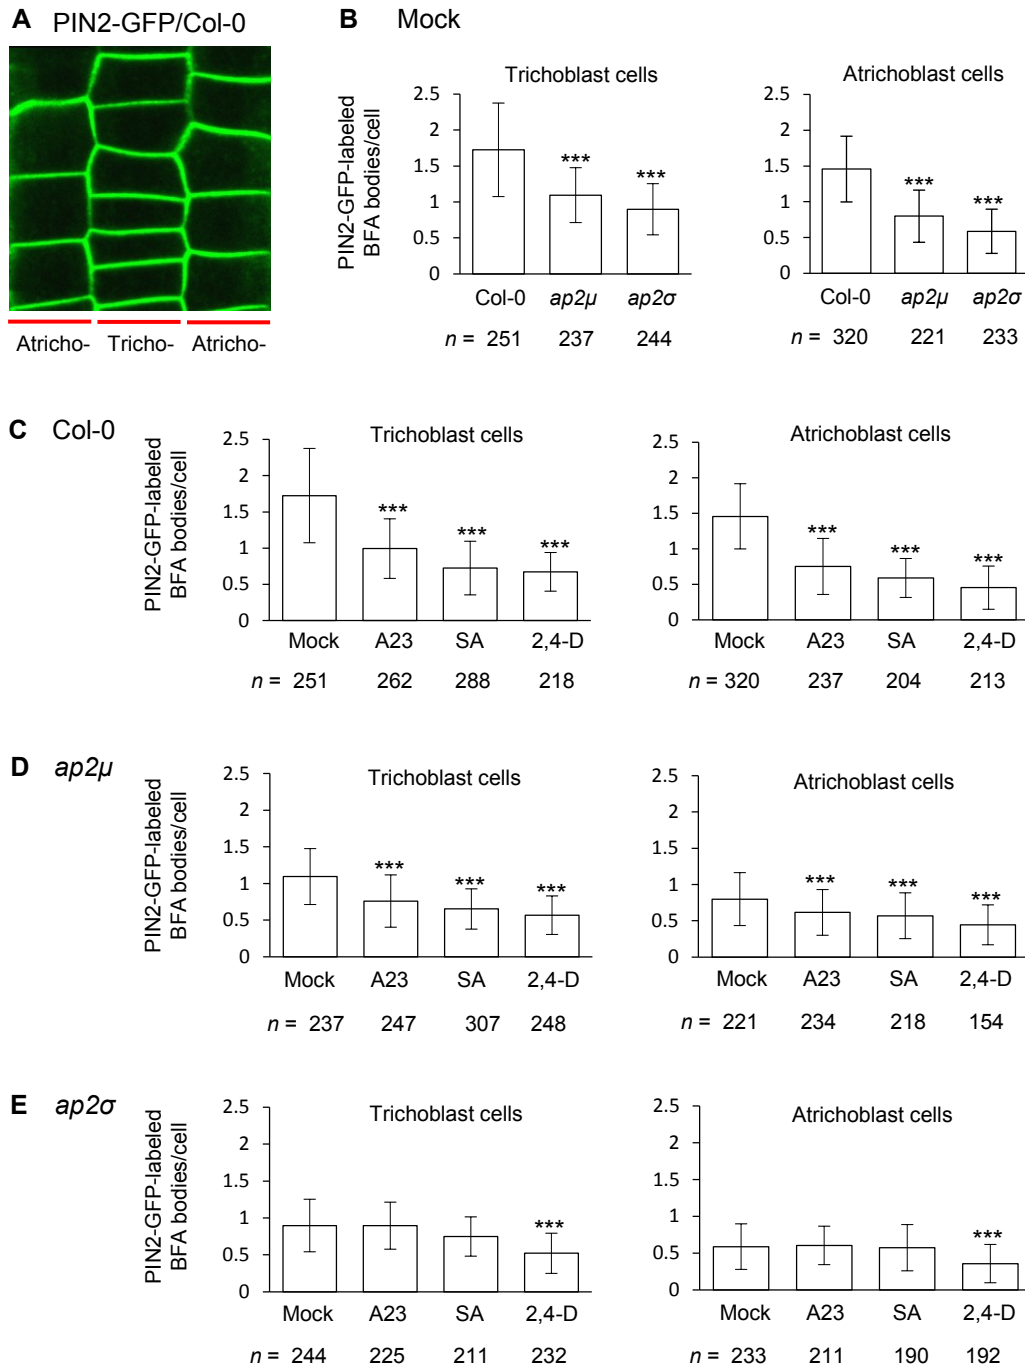 A PIN2-GFP/Col-0
Atricho- Tricho- Atricho-
B Mock
Trichoblast cells
PIN2-GFP-labeled
BFA bodies/cell
2.5
2
1.5
1
0.5
0
*** ***
Col-0 ap2μ ap2σ
n = 251 237 244
Atrichoblast cells
2.5
2
1.5
1
0.5
0
*** ***
Col-0 ap2μ ap2σ
n = 320 221 233
C Col-0
Trichoblast cells
PIN2-GFP-labeled
BFA bodies/cell
2.5
2
1.5
1
0.5
0
*** *** ***
Mock A23 SA 2,4-D
n = 251 262 288 218
Atrichoblast cells
2.5
2
1.5
1
0.5
0
*** *** ***
Mock A23 SA 2,4-D
n = 320 237 204 213
D ap2μ
Trichoblast cells
PIN2-GFP-labeled
BFA bodies/cell
2.5
2
1.5
1
0.5
0
*** *** ***
Mock A23 SA 2,4-D
n = 237 247 307 248
Atrichoblast cells
2.5
2
1.5
1
0.5
0
*** *** ***
Mock A23 SA 2,4-D
n = 221 234 218 154
E ap2σ
Trichoblast cells
PIN2-GFP-labeled
BFA bodies/cell
2.5
2
1.5
1
0.5
0
***
Mock A23 SA 2,4-D
n = 244 225 211 232
Atrichoblast cells
2.5
2
1.5
1
0.5
0
***
Mock A23 SA 2,4-D
n = 233 211 190 192